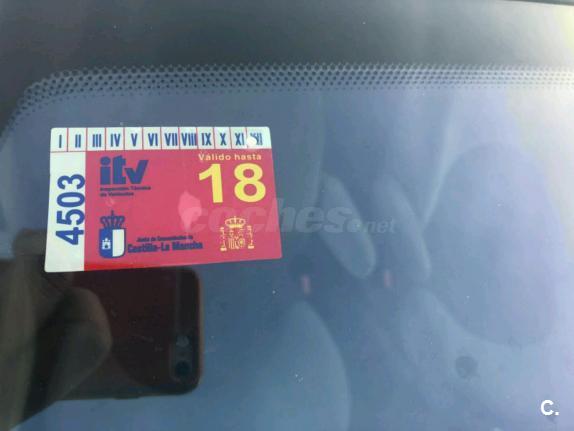 I II III IV V VI VII VIII IX X XI XII
4503
itv
Inspección Técnica
de Vehículos
Válido hasta
18
Junta de Comunidades de
Castilla-La Mancha
coches.net
C.